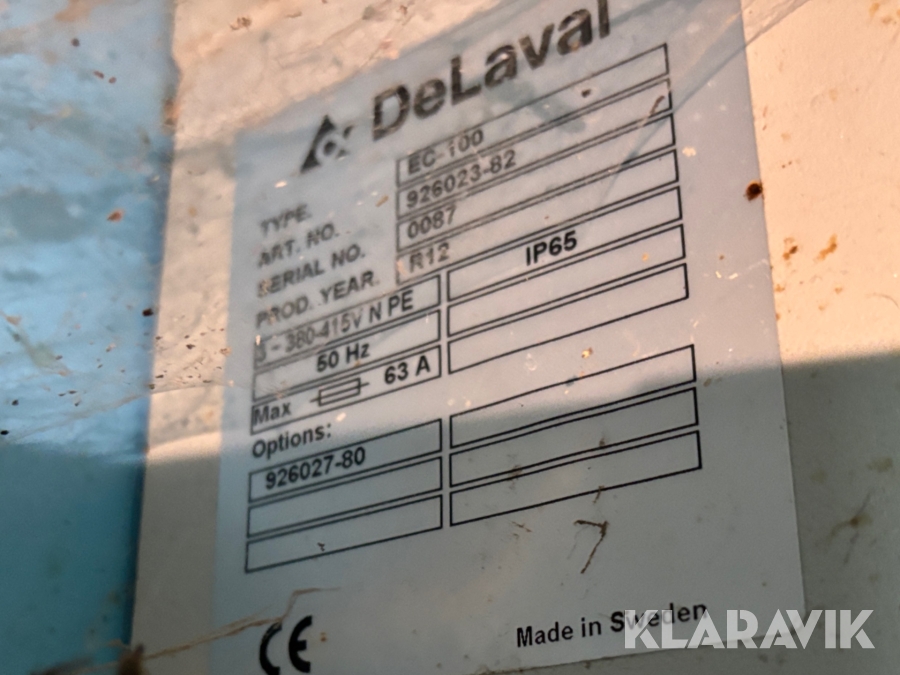 DeLaval
TYPE. EC-100
ART. NO. 926023-82
SERIAL NO. 0087
PROD. YEAR. R12
3 ~ 380-415V N PE IP65
50 Hz
Max 63 A
Options:
926027-80
CE
Made in Sweden
KLARAVIK